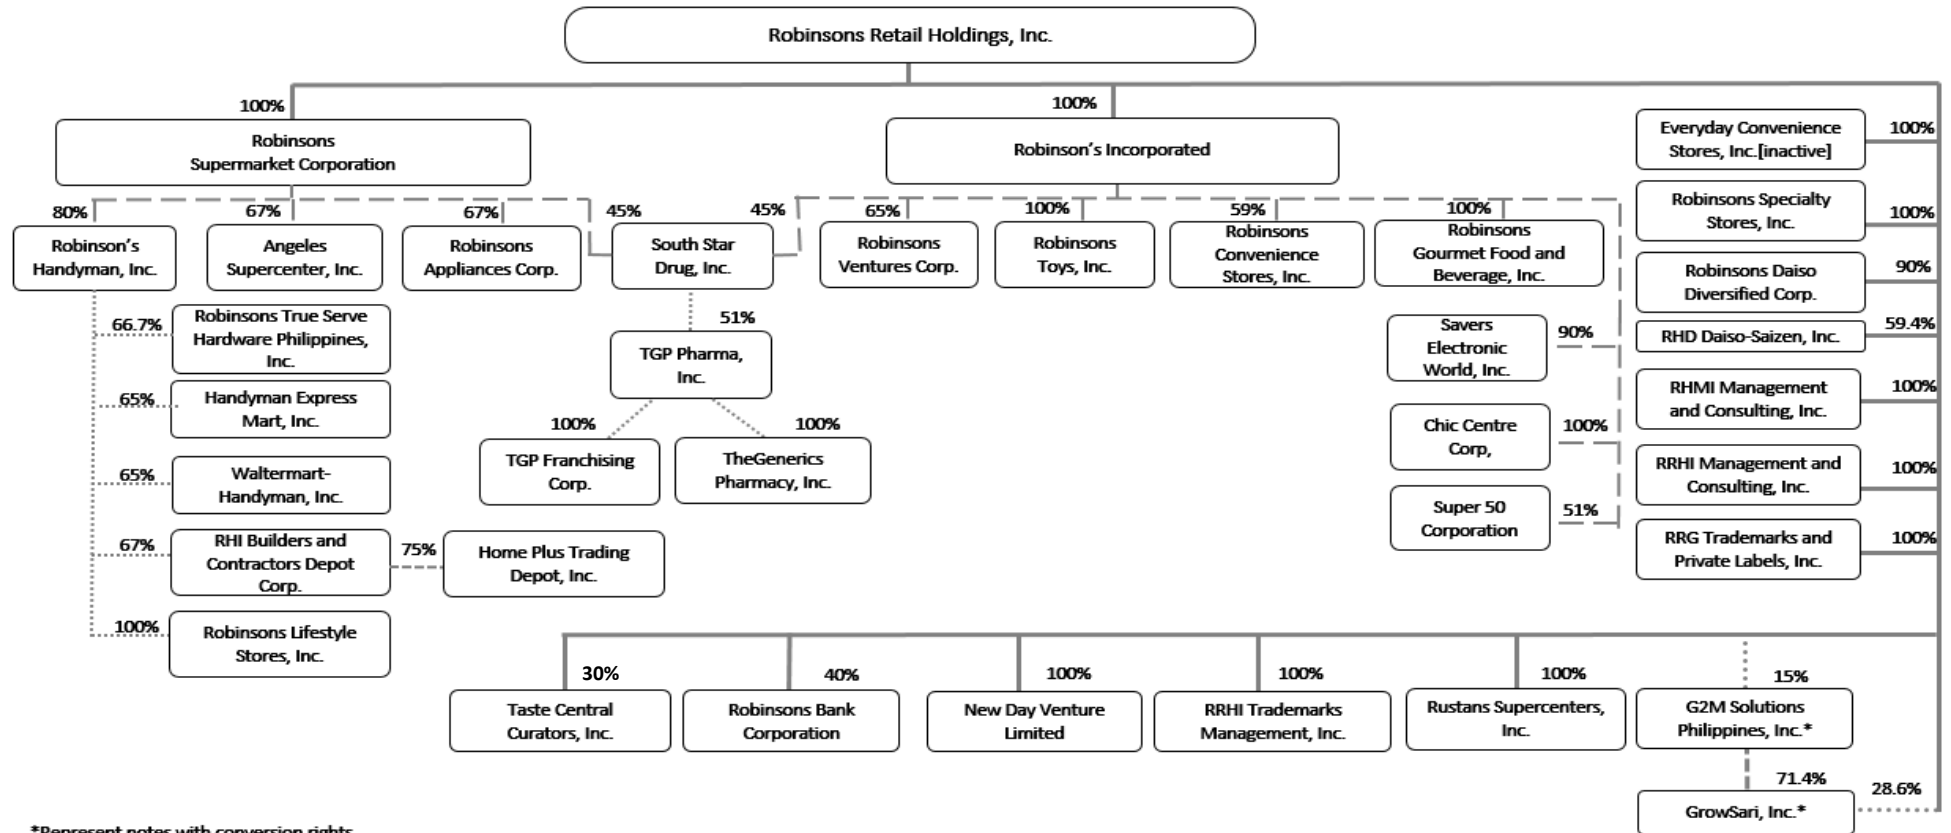 Robinsons Retail Holdings, Inc.
100%
Robinsons
Supermarket Corporation
100%
Robinson's Incorporated
80%
Robinson's
Handyman, Inc.
67%
Angeles
Supercenter, Inc.
67%
Robinsons
Appliances Corp.
45%
South Star
Drug, Inc.
45%
65%
Robinsons
Ventures Corp.
100%
Robinsons
Toys, Inc.
59%
Robinsons
Convenience
Stores, Inc.
100%
Robinsons
Gourmet Food and
Beverage, Inc.
66.7%
Robinsons True Serve
Hardware Philippines,
Inc.
65%
Handyman Express
Mart, Inc.
65%
Waltermart-
Handyman, Inc.
67%
RHI Builders and
Contractors Depot
Corp.
75%
Home Plus Trading
Depot, Inc.
100%
Robinsons Lifestyle
Stores, Inc.
51%
TGP Pharma,
Inc.
100%
TGP Franchising
Corp.
100%
TheGenerics
Pharmacy, Inc.
Savers
Electronic
World, Inc.
90%
Chic Centre
Corp,
100%
Super 50
Corporation
51%
Everyday Convenience
Stores, Inc.[inactive]
100%
Robinsons Specialty
Stores, Inc.
100%
Robinsons Daiso
Diversified Corp.
90%
RHD Daiso-Saizen, Inc.
59.4%
RHMI Management
and Consulting, Inc.
100%
RRHI Management and
Consulting, Inc.
100%
RRG Trademarks and
Private Labels, Inc.
100%
30%
Taste Central
Curators, Inc.
40%
Robinsons Bank
Corporation
100%
New Day Venture
Limited
100%
RRHI Trademarks
Management, Inc.
100%
Rustans Supercenters,
Inc.
15%
G2M Solutions
Philippines, Inc.*
71.4%
GrowSari, Inc.*
28.6%
*Represent notes with conversion rights